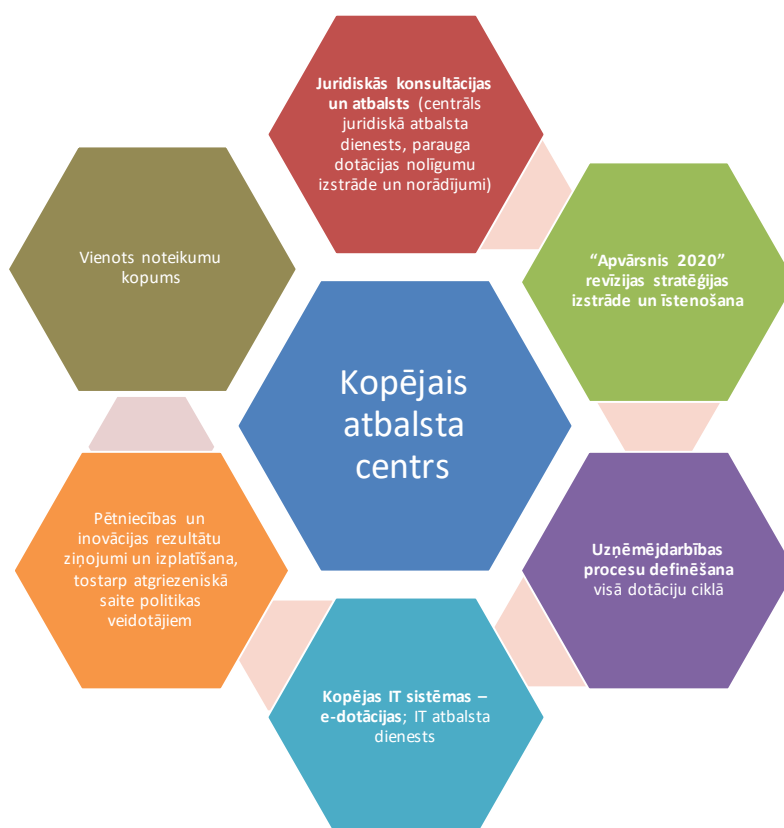 Juridiskās konsultācijas
un atbalsts (centrāls
juridiskā atbalsta
dienests, parauga
dotācijas nolīgumu
izstrāde un norādījumi)
“Apvārsnis 2020”
revīzijas stratēģijas
izstrāde un īstenošana
Uzņēmējdarbības
procesu definēšana
visā dotāciju ciklā
Kopējas IT sistēmas –
e-dotācijas; IT atbalsta
dienests
Pētniecības un
inovācijas rezultātu
ziņojumi un izplatīšana,
tostarp atgriezeniskā
saite politikas
veidotājiem
Vienots noteikumu
kopums
Kopējais
atbalsta
centrs